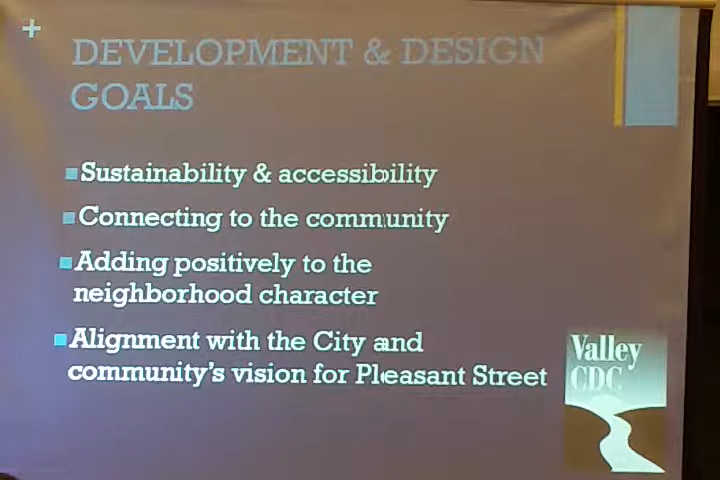 +
DEVELOPMENT & DESIGN
GOALS
Sustainability & accessibility
Connecting to the community
Adding positively to the
neighborhood character
Alignment with the City and
community's vision for Pleasant Street
Valley
CDC